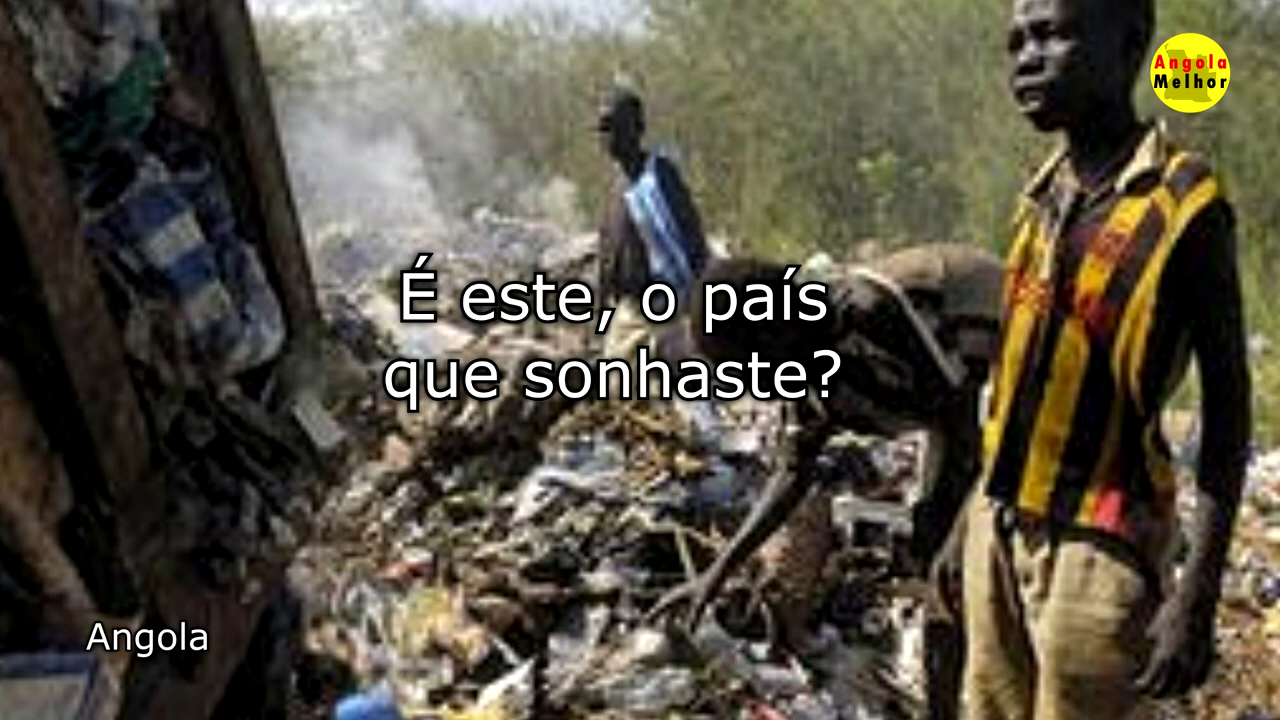 Angola
Melhor
É este, o país
que sonhaste?
Angola